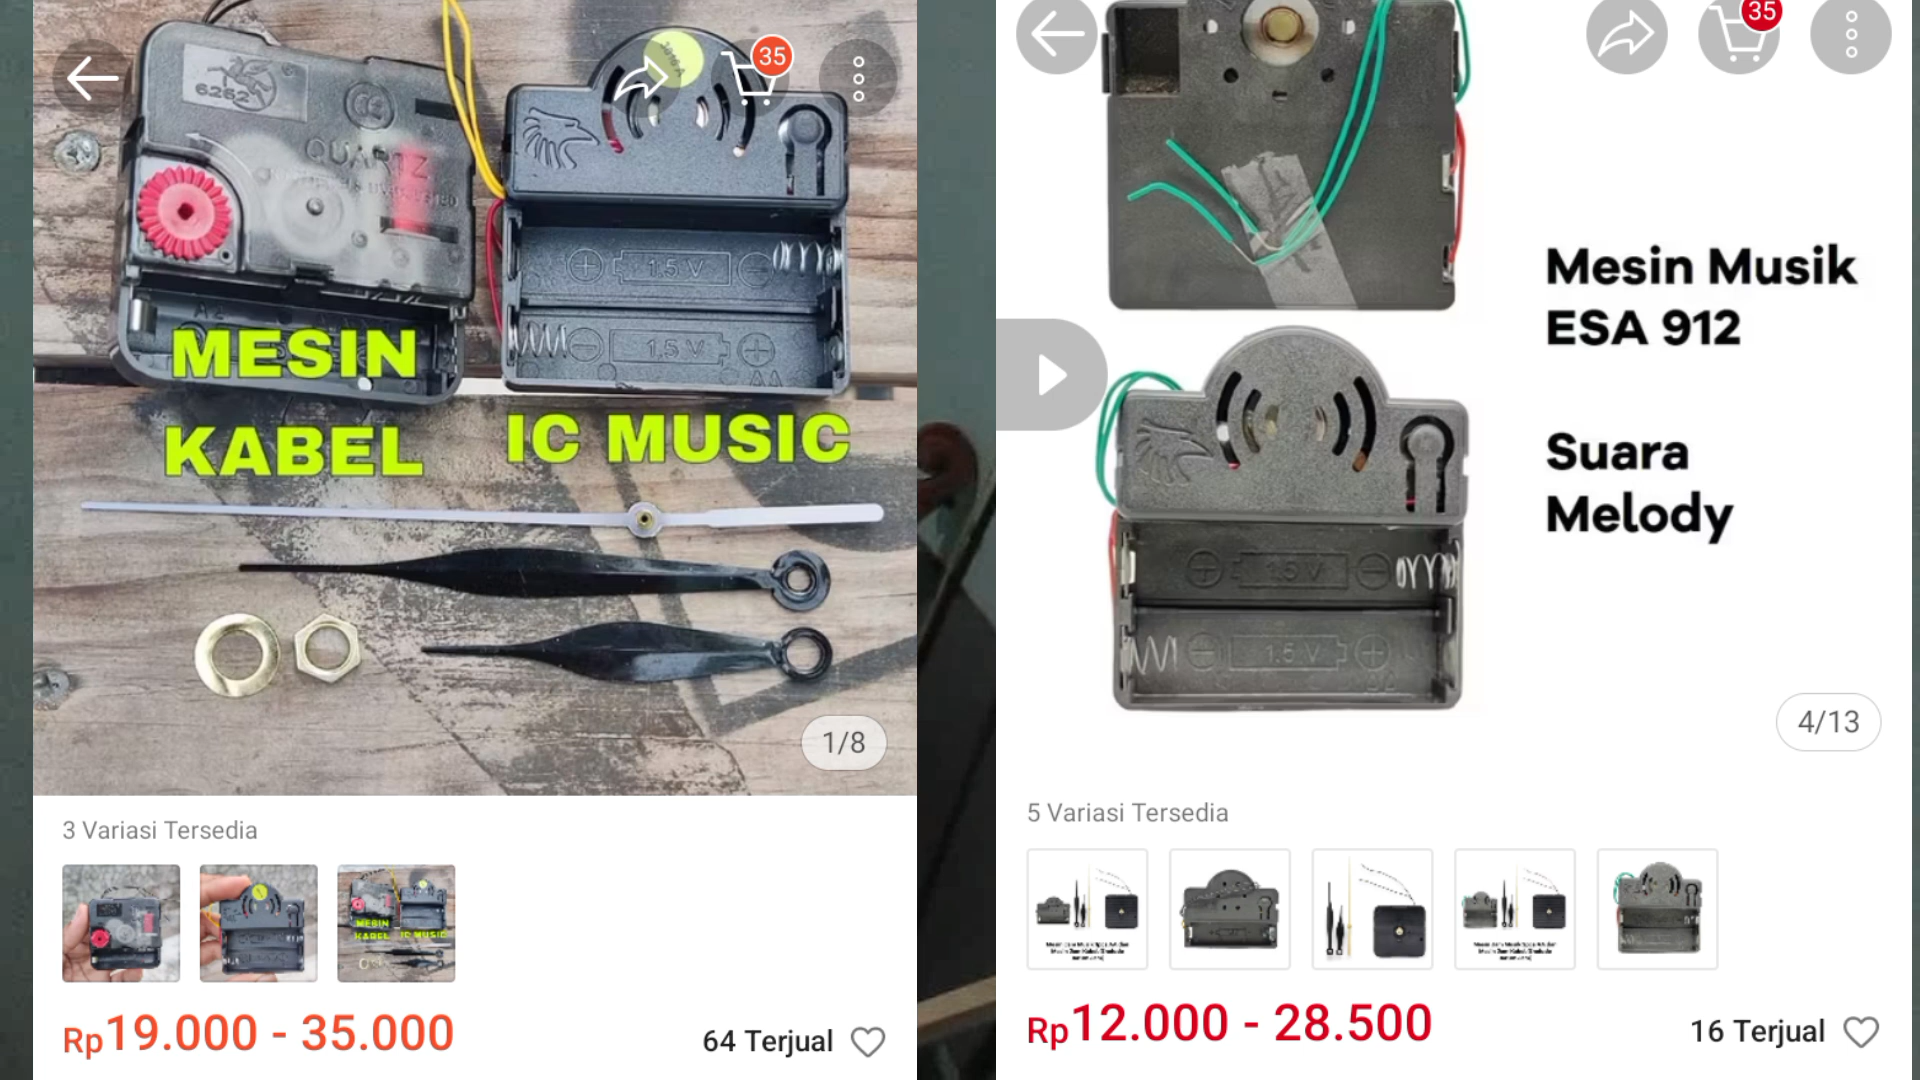 35
6262
QUARTZ
1.5 V
1.5 V
AA
MESIN
KABEL
IC MUSIC
1/8
3 Variasi Tersedia
MESIN
KABEL
IC MUSIC
Rp19.000 - 35.000
64 Terjual
35
Mesin Musik
ESA 912
Suara
Melody
1.5 V
1.5 V
4/13
5 Variasi Tersedia
Rp12.000 - 28.500
16 Terjual